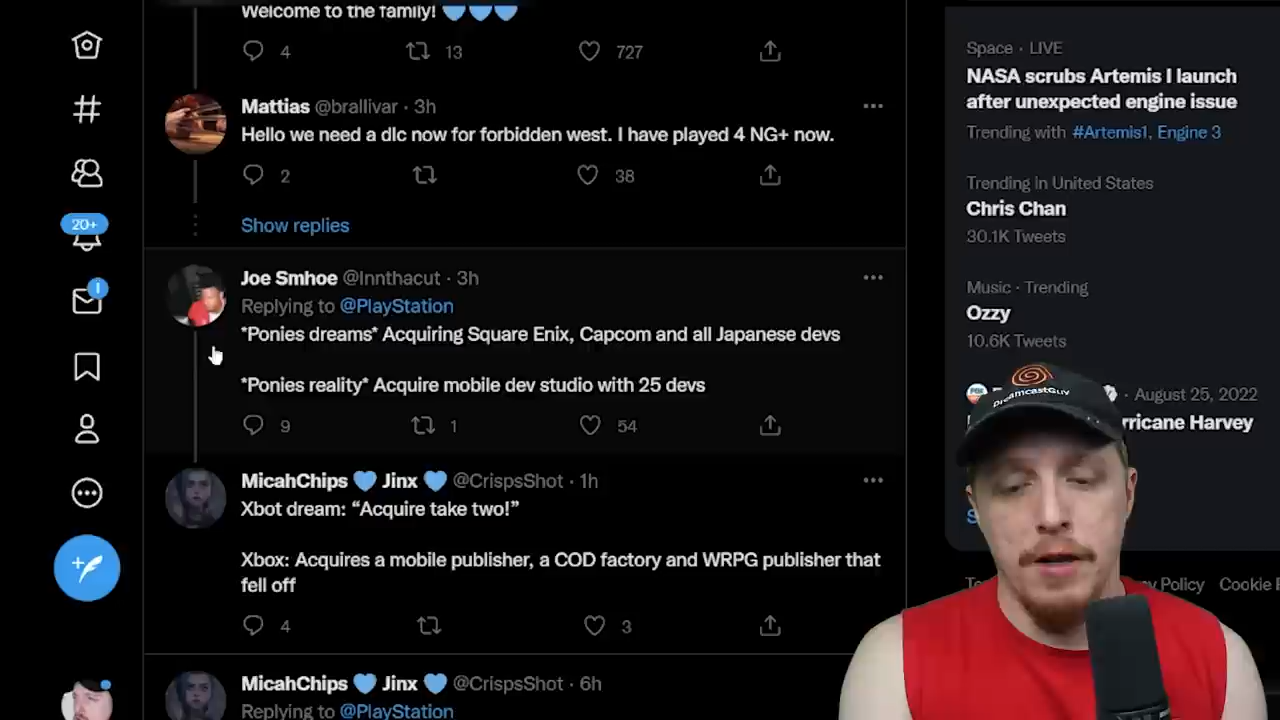 Welcome to the family! 💙💙💙
4 13 727
Mattias @brallivar · 3h
Hello we need a dlc now for forbidden west. I have played 4 NG+ now.
2 38
Show replies
Joe Smhoe @Innthacut · 3h
Replying to @PlayStation
*Ponies dreams* Acquiring Square Enix, Capcom and all Japanese devs
*Ponies reality* Acquire mobile dev studio with 25 devs
9 1 54
MicahChips 💙 Jinx 💙 @CrispsShot · 1h
Xbot dream: “Acquire take two!”
Xbox: Acquires a mobile publisher, a COD factory and WRPG publisher that
fell off
4 3
MicahChips 💙 Jinx 💙 @CrispsShot · 6h
Replying to @PlayStation
20+
1
Space · LIVE
NASA scrubs Artemis I launch
after unexpected engine issue
Trending with #Artemis1, Engine 3
Trending in United States
Chris Chan
30.1K Tweets
Music · Trending
Ozzy
10.6K Tweets
· August 25, 2022
Harvey
DreamcastGuy
Policy Cookie